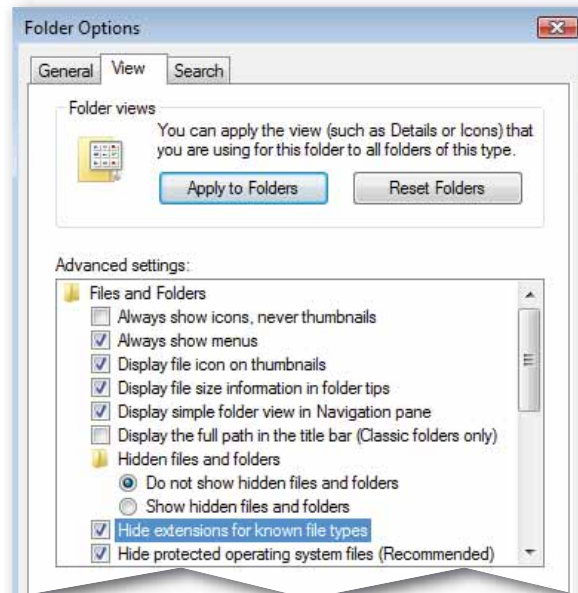 Folder Options
General View Search
Folder views
You can apply the view (such as Details or Icons) that
you are using for this folder to all folders of this type.
Apply to Folders Reset Folders
Advanced settings:
Files and Folders
Always show icons, never thumbnails
Always show menus
Display file icon on thumbnails
Display file size information in folder tips
Display simple folder view in Navigation pane
Display the full path in the title bar (Classic folders only)
Hidden files and folders
Do not show hidden files and folders
Show hidden files and folders
Hide extensions for known file types
Hide protected operating system files (Recommended)